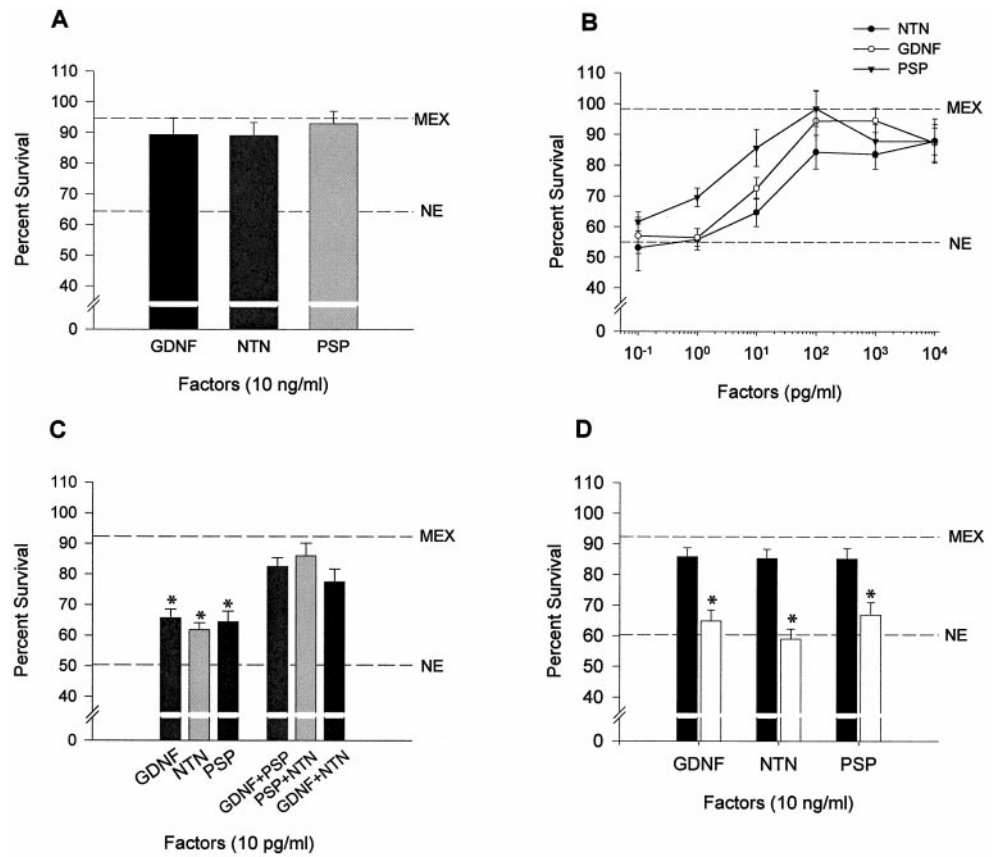 A
110
100
90
80
70
60
50
40
0
Percent Survival
MEX
NE
GDNF NTN PSP
Factors (10 ng/ml)
B
NTN
GDNF
PSP
110
100
90
80
70
60
50
40
0
Percent Survival
MEX
NE
10⁻¹ 10⁰ 10¹ 10² 10³ 10⁴
Factors (pg/ml)
C
110
100
90
80
70
60
50
40
0
Percent Survival
MEX
NE
* * *
GDNF NTN PSP GDNF+PSP PSP+NTN GDNF+NTN
Factors (10 pg/ml)
D
110
100
90
80
70
60
50
40
0
Percent Survival
MEX
NE
* * *
GDNF NTN PSP
Factors (10 ng/ml)